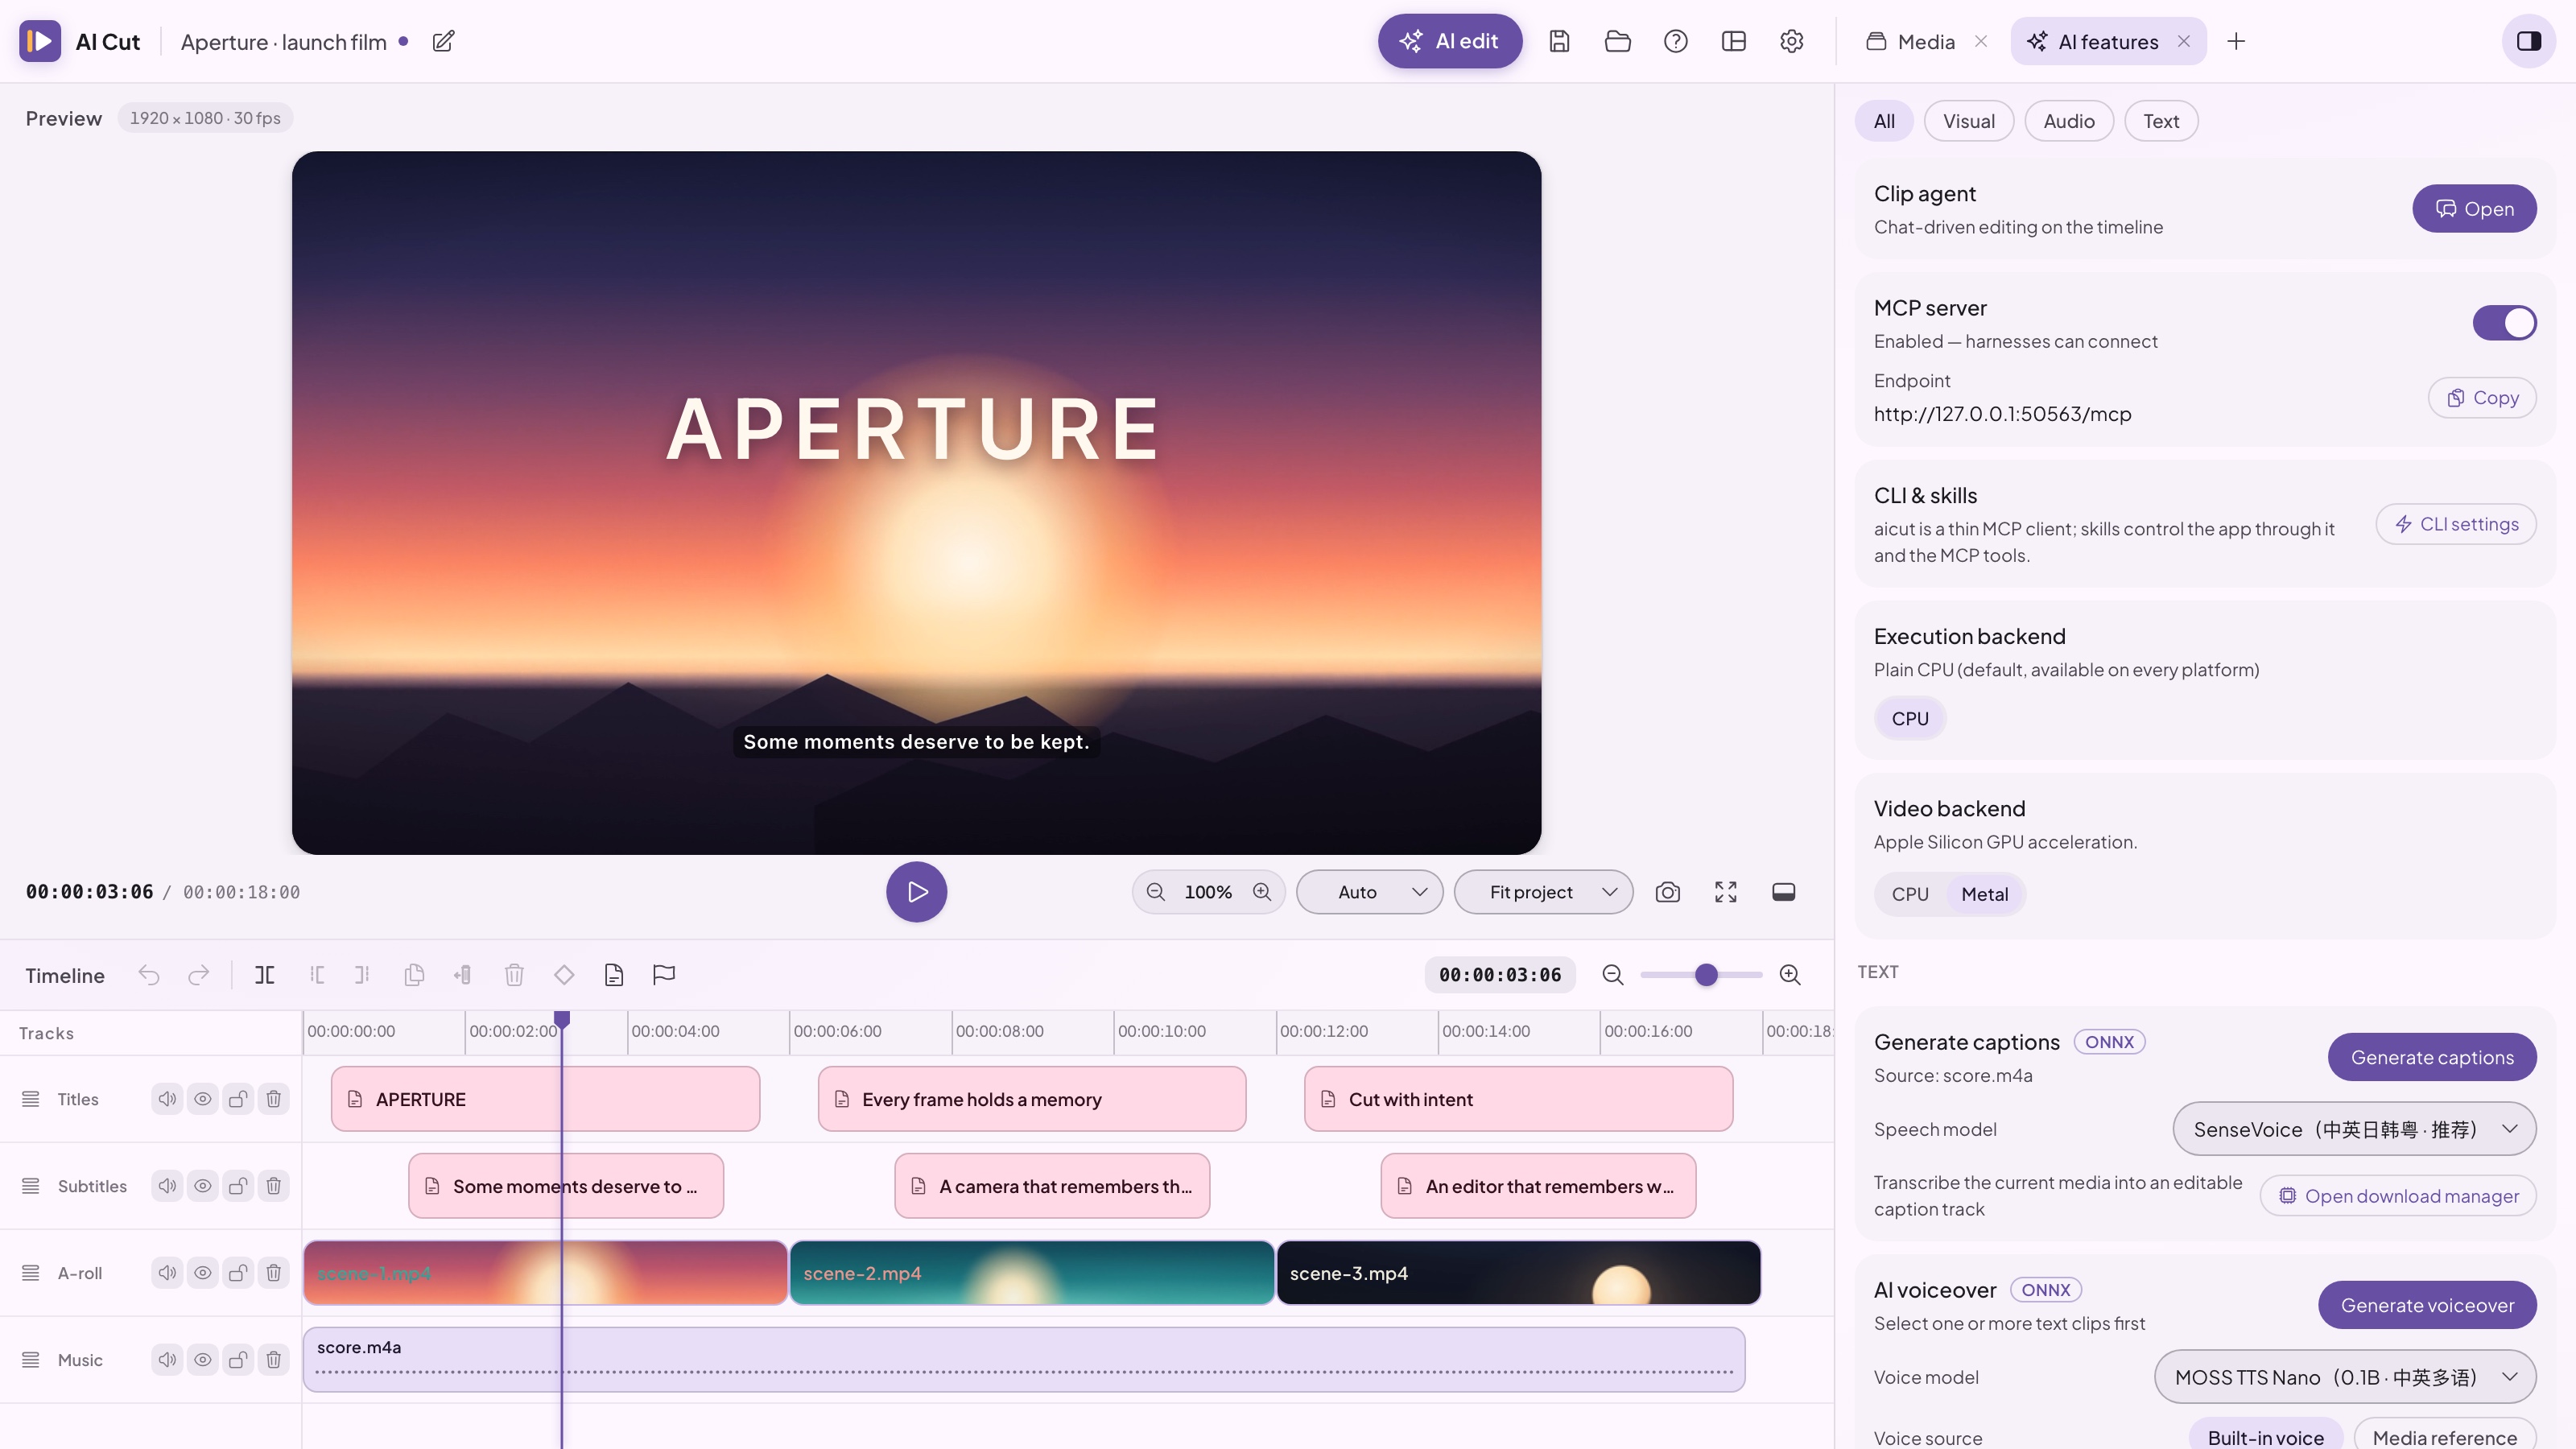 AI Cut
Aperture · launch film
AI edit
Media
AI features
Preview
1920 × 1080 · 30 fps
APERTURE
Some moments deserve to be kept.
00:00:03:06 / 00:00:18:00
100%
Auto
Fit project
All
Visual
Audio
Text
Clip agent
Chat-driven editing on the timeline
Open
MCP server
Enabled — harnesses can connect
Endpoint
http://127.0.0.1:50563/mcp
Copy
CLI & skills
aicut is a thin MCP client; skills control the app through it
and the MCP tools.
CLI settings
Execution backend
Plain CPU (default, available on every platform)
CPU
Video backend
Apple Silicon GPU acceleration.
CPU
Metal
TEXT
Generate captions
ONNX
Source: score.m4a
Generate captions
Speech model
SenseVoice（中英日韩粤 · 推荐）
Transcribe the current media into an editable
caption track
Open download manager
AI voiceover
ONNX
Select one or more text clips first
Generate voiceover
Voice model
MOSS TTS Nano（0.1B · 中英多语）
Voice source
Built-in voice
Media reference
Timeline
00:00:03:06
Tracks
00:00:00:00
00:00:02:00
00:00:04:00
00:00:06:00
00:00:08:00
00:00:10:00
00:00:12:00
00:00:14:00
00:00:16:00
00:00:18:
Titles
APERTURE
Every frame holds a memory
Cut with intent
Subtitles
Some moments deserve to ...
A camera that remembers th...
An editor that remembers w...
A-roll
scene-1.mp4
scene-2.mp4
scene-3.mp4
Music
score.m4a